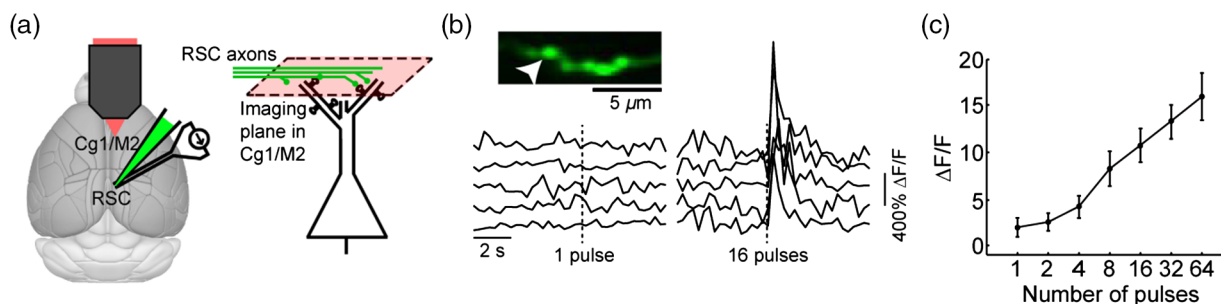 (a)
Cg1/M2
RSC
RSC axons
Imaging
plane in
Cg1/M2
(b)
5 µm
2 s
1 pulse
16 pulses
400% ΔF/F
(c)
ΔF/F
20
15
10
5
0
1 2 4 8 16 32 64
Number of pulses